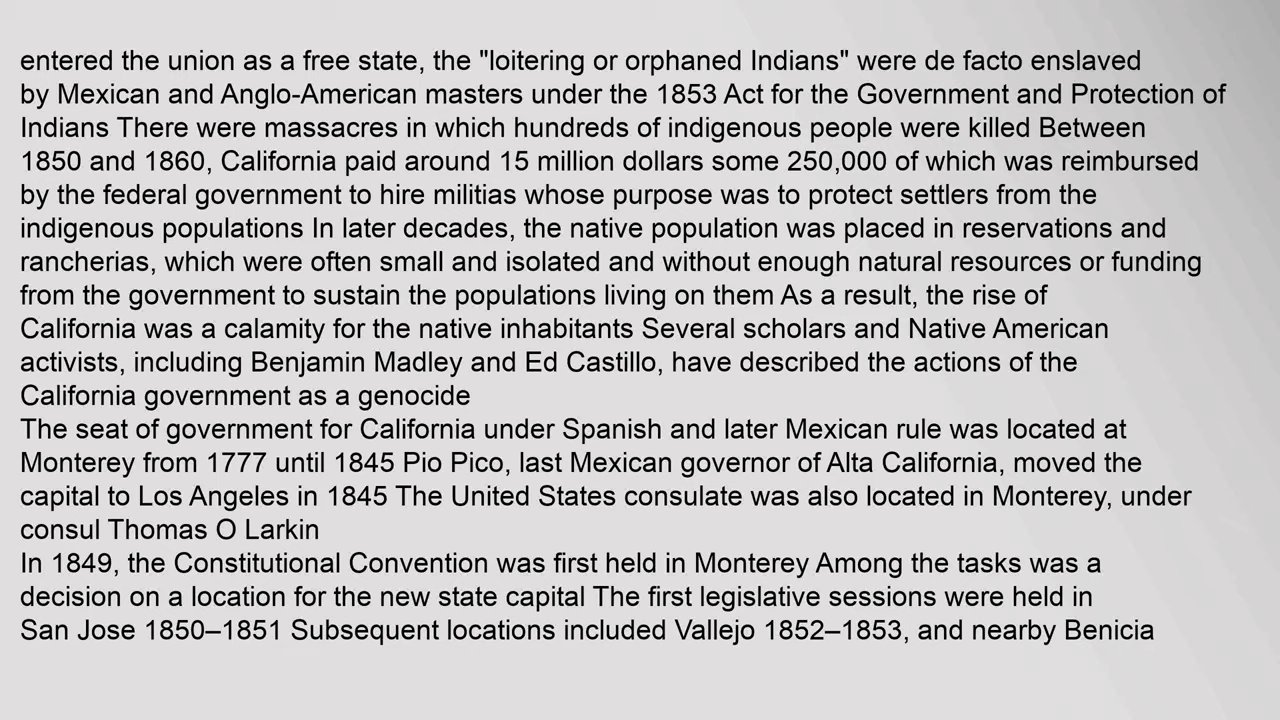 entered the union as a free state, the "loitering or orphaned Indians" were de facto enslaved
by Mexican and Anglo-American masters under the 1853 Act for the Government and Protection of
Indians There were massacres in which hundreds of indigenous people were killed Between
1850 and 1860, California paid around 15 million dollars some 250,000 of which was reimbursed
by the federal government to hire militias whose purpose was to protect settlers from the
indigenous populations In later decades, the native population was placed in reservations and
rancherias, which were often small and isolated and without enough natural resources or funding
from the government to sustain the populations living on them As a result, the rise of
California was a calamity for the native inhabitants Several scholars and Native American
activists, including Benjamin Madley and Ed Castillo, have described the actions of the
California government as a genocide
The seat of government for California under Spanish and later Mexican rule was located at
Monterey from 1777 until 1845 Pio Pico, last Mexican governor of Alta California, moved the
capital to Los Angeles in 1845 The United States consulate was also located in Monterey, under
consul Thomas O Larkin
In 1849, the Constitutional Convention was first held in Monterey Among the tasks was a
decision on a location for the new state capital The first legislative sessions were held in
San Jose 1850–1851 Subsequent locations included Vallejo 1852–1853, and nearby Benicia